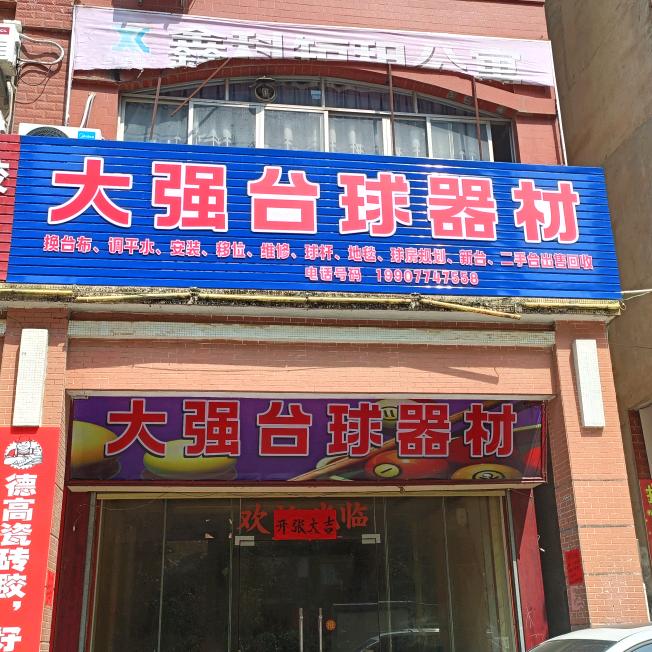 大强台球器材
换台布、调平水、安装、移位、维修、球杆、地毯、球房规划、新台、二手台出售回收
电话号码 19907747558
大强台球器材
欢 临
开张大吉
德高瓷砖胶，好